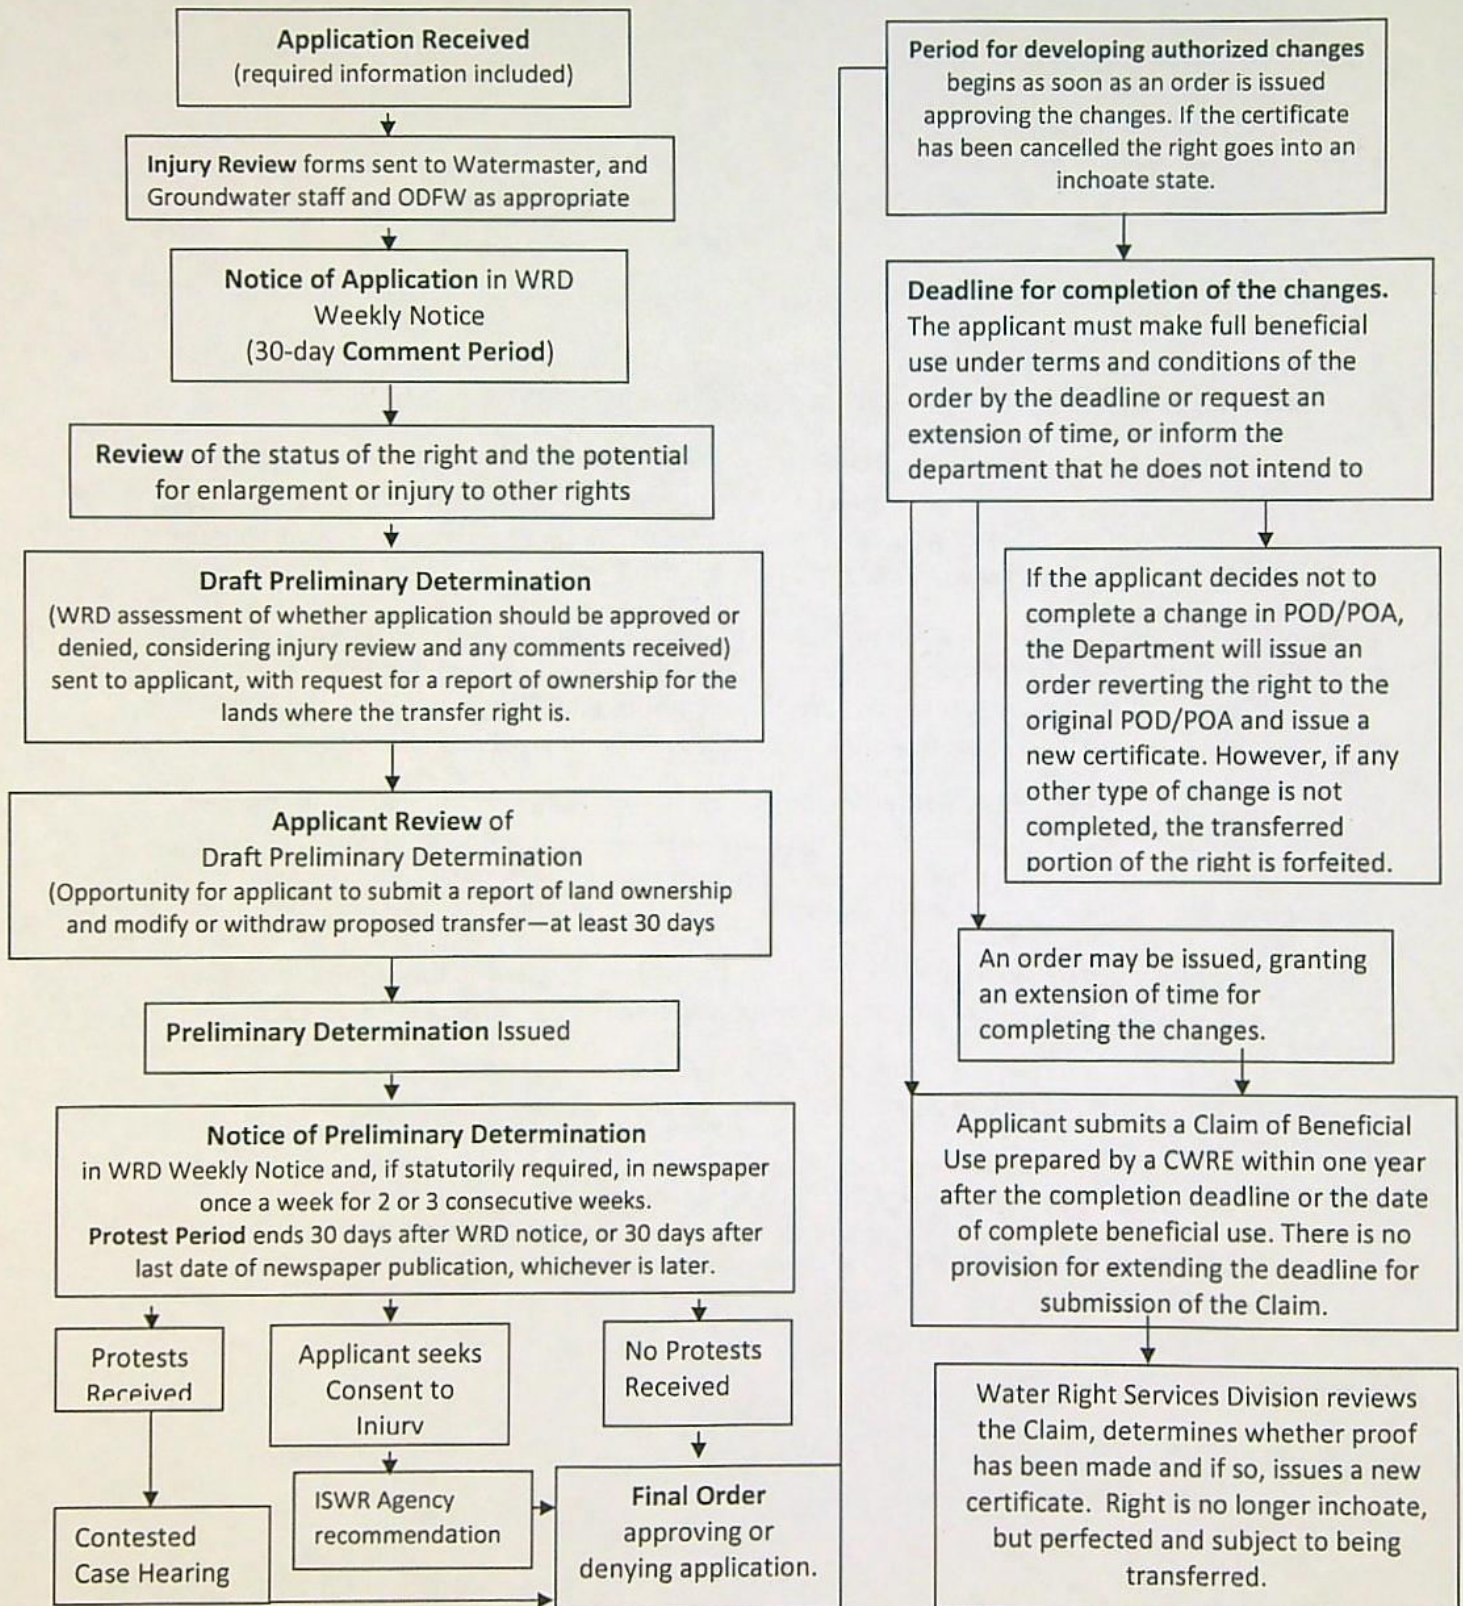 Application Received
(required information included)
Injury Review forms sent to Watermaster, and
Groundwater staff and ODFW as appropriate
Notice of Application in WRD
Weekly Notice
(30-day Comment Period)
Review of the status of the right and the potential
for enlargement or injury to other rights
Draft Preliminary Determination
(WRD assessment of whether application should be approved or
denied, considering injury review and any comments received)
sent to applicant, with request for a report of ownership for the
lands where the transfer right is.
Applicant Review of
Draft Preliminary Determination
(Opportunity for applicant to submit a report of land ownership
and modify or withdraw proposed transfer—at least 30 days
Preliminary Determination Issued
Notice of Preliminary Determination
in WRD Weekly Notice and, if statutorily required, in newspaper
once a week for 2 or 3 consecutive weeks.
Protest Period ends 30 days after WRD notice, or 30 days after
last date of newspaper publication, whichever is later.
Protests
Received
Contested
Case Hearing
Applicant seeks
Consent to
Injury
ISWR Agency
recommendation
No Protests
Received
Final Order
approving or
denying application.
Period for developing authorized changes
begins as soon as an order is issued
approving the changes. If the certificate
has been cancelled the right goes into an
inchoate state.
Deadline for completion of the changes.
The applicant must make full beneficial
use under terms and conditions of the
order by the deadline or request an
extension of time, or inform the
department that he does not intend to
If the applicant decides not to
complete a change in POD/POA,
the Department will issue an
order reverting the right to the
original POD/POA and issue a
new certificate. However, if any
other type of change is not
completed, the transferred
portion of the right is forfeited.
An order may be issued, granting
an extension of time for
completing the changes.
Applicant submits a Claim of Beneficial
Use prepared by a CWRE within one year
after the completion deadline or the date
of complete beneficial use. There is no
provision for extending the deadline for
submission of the Claim.
Water Right Services Division reviews
the Claim, determines whether proof
has been made and if so, issues a new
certificate. Right is no longer inchoate,
but perfected and subject to being
transferred.